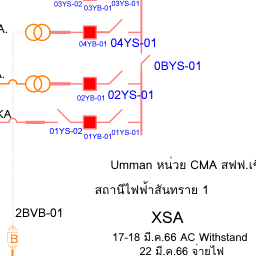 03YS-02
03YB-01
03YS-01
A.
04YB-01
04YS-01
0BYS-01
A.
02YB-01
02YS-01
KA
01YS-02
01YB-01
01YS-01
Umman หน่วย CMA สฟฟ.เ
สถานีไฟฟ้าสันทราย 1
2BVB-01
XSA
B
17-18 มี.ค.66 AC Withstand
22 มี.ค.66 จ่ายไฟ